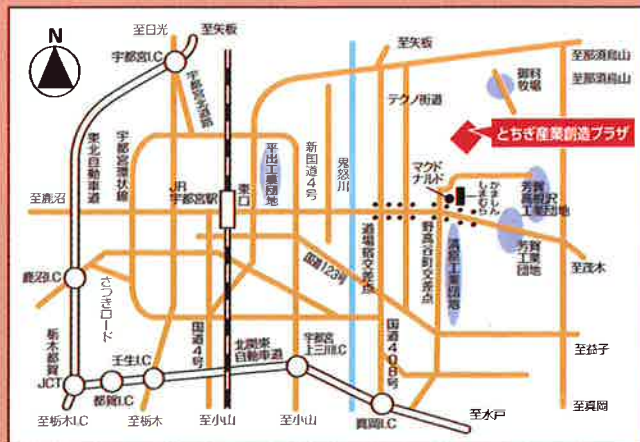 至日光
至矢板
N
宇都宮I.C
宇都宮北道路
東北自動車道
宇都宮環状線
至鹿沼
JR
宇都宮駅
東口
平出工業団地
新国道4号
鬼怒川
至矢板
テクノ街道
至那須烏山
至那須烏山
御料
牧場
とちぎ産業創造プラザ
マクド
ナルド
かましん
しまむら
芳賀
高根沢
工業団地
芳賀
工業
団地
清原工業団地
道場宿交差点
野高谷町交差点
至茂木
国道123号
鹿沼I.C
さつきロード
国道4号
北関東
自動車道
宇都宮
上三川I.C
国道408号
至益子
栃木都賀
JCT
都賀I.C
壬生I.C
至栃木I.C
至栃木
至小山
至小山
真岡I.C
至水戸
至真岡